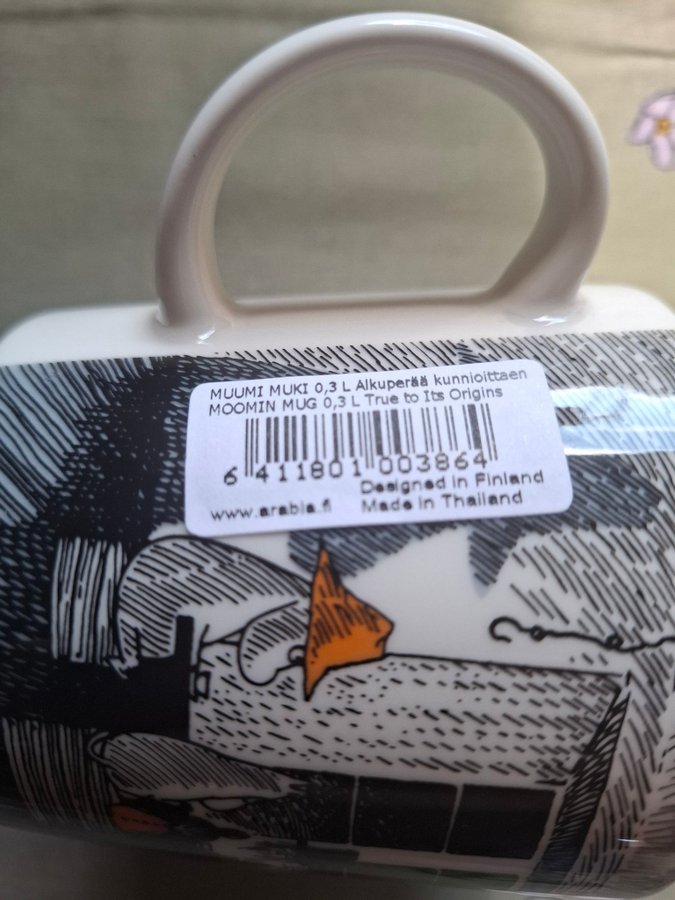 MUUMI MUKI 0,3 L Alkuperää kunnioittaen
MOOMIN MUG 0,3 L True to Its Origins
6 411801 003864
Designed in Finland
www.arabia.fi Made in Thailand